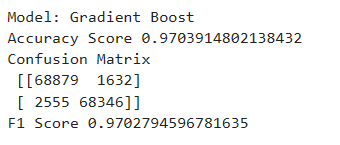 Model: Gradient Boost
Accuracy Score 0.9703914802138432
Confusion Matrix
[[68879  1632]
[ 2555 68346]]
F1 Score 0.9702794596781635